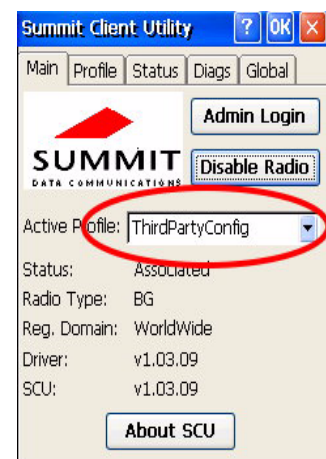 Summit Client Utility ? OK X
Main Profile Status Diags Global
Admin Login
SUMMIT
DATA COMMUNICATIONS
Disable Radio
Active Profile: ThirdPartyConfig
Status: Associated
Radio Type: BG
Reg. Domain: WorldWide
Driver: v1.03.09
SCU: v1.03.09
About SCU